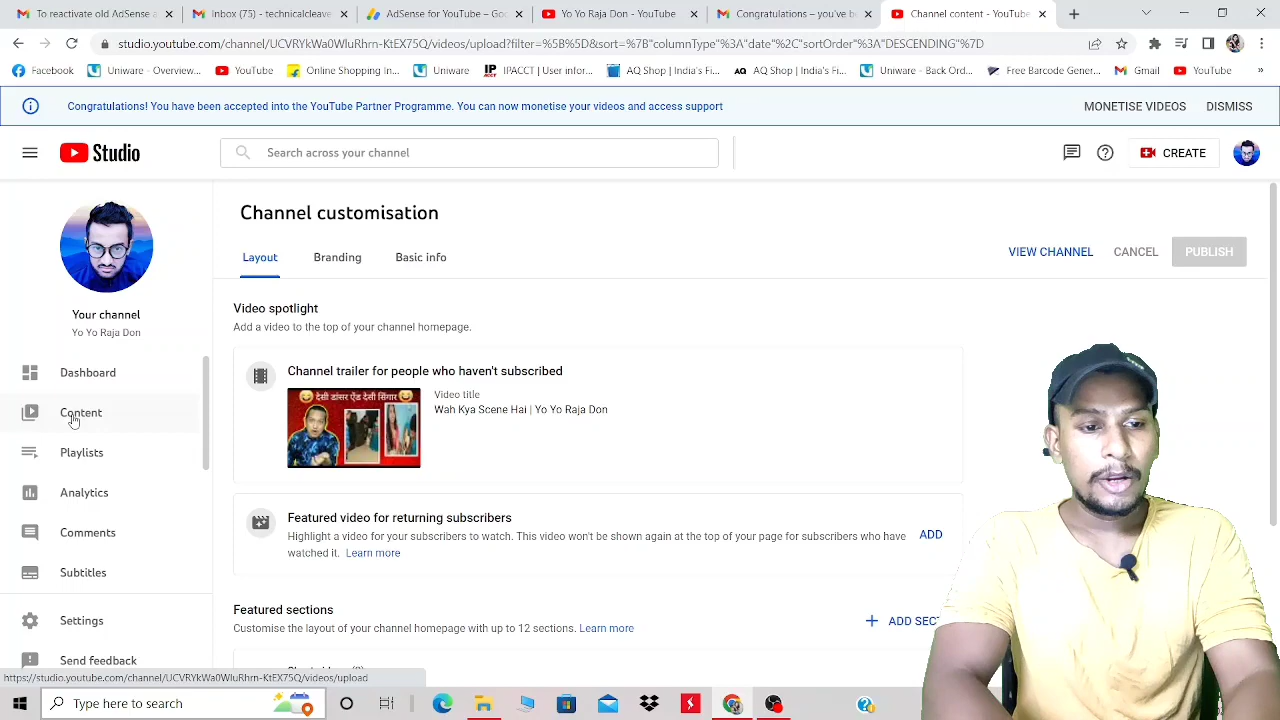 To reactivate old AdSense a
Inbox (75) - technicaldeleave
AdSense for YouTube – Goo
Yo Yo Raja Don - YouTube
Congratulations – you've b
Channel content - YouTube
studio.youtube.com/channel/UCVRYkWa0WluRhrn-KtEX75Q/videos/upload?filter=%5B%5D&sort=%7B"columnType"%3A"date"%2C"sortOrder"%3A"DESCENDING"%7D
Facebook
Uniware - Overview...
YouTube
Online Shopping In...
Uniware
IPACCT | User infor...
AQ Shop | India's Fi...
AQ Shop | India's Fi...
Uniware - Back Ord...
Free Barcode Gener...
Gmail
YouTube
»
Congratulations! You have been accepted into the YouTube Partner Programme. You can now monetise your videos and access support
MONETISE VIDEOS
DISMISS
Studio
Search across your channel
CREATE
Channel customisation
Layout
Branding
Basic info
VIEW CHANNEL
CANCEL
PUBLISH
Your channel
Yo Yo Raja Don
Dashboard
Content
Playlists
Analytics
Comments
Subtitles
Settings
Send feedback
Video spotlight
Add a video to the top of your channel homepage.
Channel trailer for people who haven't subscribed
देसी डांसर ऐंड देसी सिंगार
Video title
Wah Kya Scene Hai | Yo Yo Raja Don
Featured video for returning subscribers
Highlight a video for your subscribers to watch. This video won't be shown again at the top of your page for subscribers who have
watched it. Learn more
ADD
Featured sections
Customise the layout of your channel homepage with up to 12 sections. Learn more
ADD SEC
https://studio.youtube.com/channel/UCVRYkWa0WluRhrn-KtEX75Q/videos/upload
Type here to search